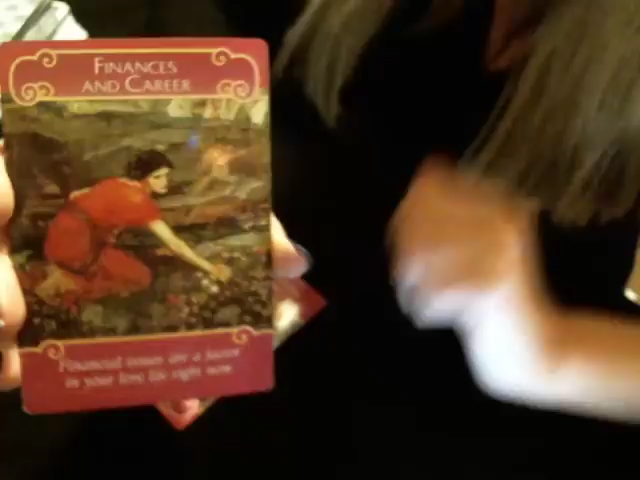 FINANCES
AND CAREER
Financial issues are a factor
in your love life right now